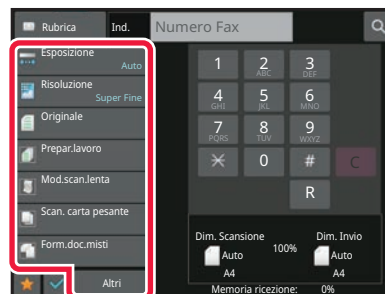 Rubrica
Ind.
Numero Fax
Esposizione
Auto
Risoluzione
Super Fine
Originale
Prepar.lavoro
Mod.scan.lenta
Scan. carta pesante
Form.doc.misti
Altri
1 2 3
ABC DEF
4 5 6
GHI JKL MNO
7 8 9
PQRS TUV WXYZ
0 # C
R
Dim. Scansione Dim. Invio
Auto 100% Auto
A4 A4
Memoria ricezione: 0%